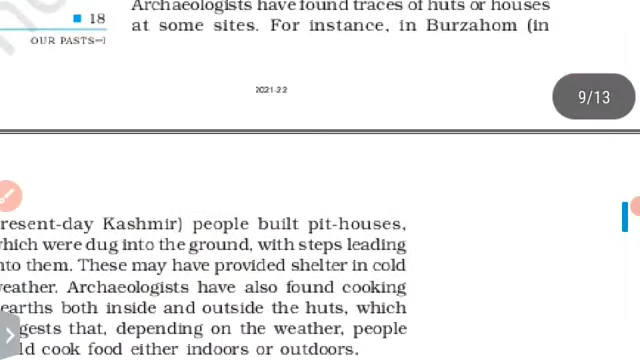 Archaeologists have found traces of huts or houses
18
at some sites. For instance, in Burzahom (in
OUR PASTS–I
2021-22
9/13
resent-day Kashmir) people built pit-houses,
hich were dug into the ground, with steps leading
nto them. These may have provided shelter in cold
eather. Archaeologists have also found cooking
earths both inside and outside the huts, which
gests that, depending on the weather, people
ld cook food either indoors or outdoors.